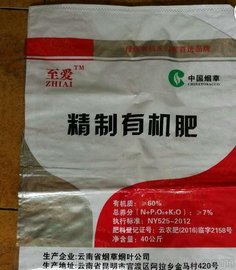 至爱™
ZHIAI
中国烟草
CHINATOBACCO
精制有机肥
有机质：≥60%
总养分（N+P₂O₅+K₂O）：≥7%
执行标准：NY525-2012
肥料登记证号：云农肥(2016)临字2158号
净含量：40公斤
生产企业：云南省烟草烟叶公司
生产地址：云南省昆明市官渡区阿拉乡金马村420号